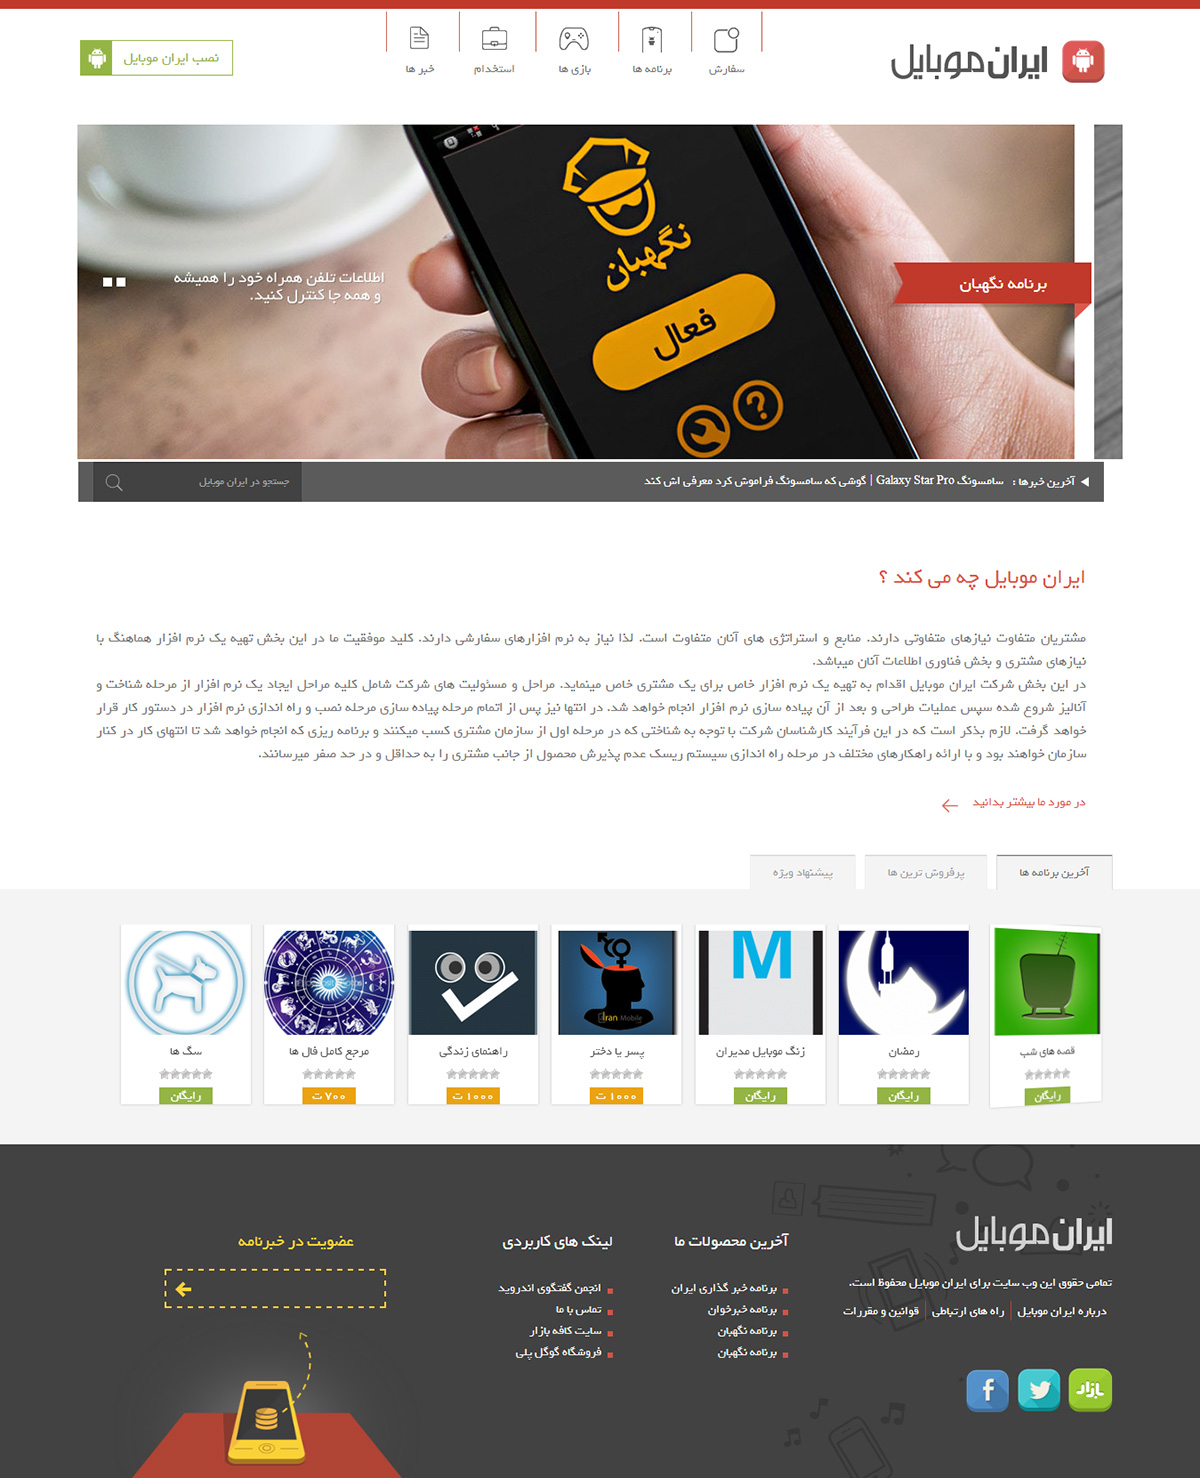 ایران موبایل
سفارش
برنامه ها
بازی ها
استخدام
خبر ها
نصب ایران موبایل
نگهبان
فعال
?
برنامه نگهبان
اطلاعات تلفن همراه خود را همیشه
و همه جا کنترل کنید.
آخرین خبرها : سامسونگ Galaxy Star Pro | گوشی که سامسونگ فراموش کرد معرفی اش کند
جستجو در ایران موبایل
ایران موبایل چه می کند ؟
مشتریان متفاوت نیازهای متفاوتی دارند. منابع و استراتژی های آنان متفاوت است. لذا نیاز به نرم افزارهای سفارشی دارند. کلید موفقیت ما در این بخش تهیه یک نرم افزار هماهنگ با
نیازهای مشتری و بخش فناوری اطلاعات آنان میباشد.
در این بخش شرکت ایران موبایل اقدام به تهیه یک نرم افزار خاص برای یک مشتری خاص مینماید. مراحل و مسئولیت های شرکت شامل کلیه مراحل ایجاد یک نرم افزار از مرحله شناخت و
آنالیز شروع شده سپس عملیات طراحی و بعد از آن پیاده سازی نرم افزار انجام خواهد شد. در انتها نیز پس از اتمام مرحله پیاده سازی مرحله نصب و راه اندازی نرم افزار در دستور کار قرار
خواهد گرفت. لازم بذکر است که در این فرآیند کارشناسان شرکت با توجه به شناختی که در مرحله اول از سازمان مشتری کسب میکنند و برنامه ریزی که انجام خواهد شد تا انتهای کار در کنار
سازمان خواهند بود و با ارائه راهکارهای مختلف در مرحله راه اندازی سیستم ریسک عدم پذیرش محصول از جانب مشتری را به حداقل و در حد صفر میرسانند.
در مورد ما بیشتر بدانید
آخرین برنامه ها
پرفروش ترین ها
پیشنهاد ویژه
M
Iran Mobile
قصه های شب
رمضان
زنگ موبایل مدیران
پسر یا دختر
راهنمای زندگی
مرجع کامل فال ها
سگ ها
رایگان
رایگان
رایگان
۱۰۰۰ ت
۱۰۰۰ ت
۷۰۰ ت
رایگان
ایران موبایل
تمامی حقوق این وب سایت برای ایران موبایل محفوظ است.
درباره ایران موبایل | راه های ارتباطی | قوانین و مقررات
بازار
f
آخرین محصولات ما
برنامه خبر گذاری ایران
برنامه خبرخوان
برنامه نگهبان
برنامه نگهبان
لینک های کاربردی
انجمن گفتگوی اندروید
تماس با ما
سایت کافه بازار
فروشگاه گوگل پلی
عضویت در خبرنامه